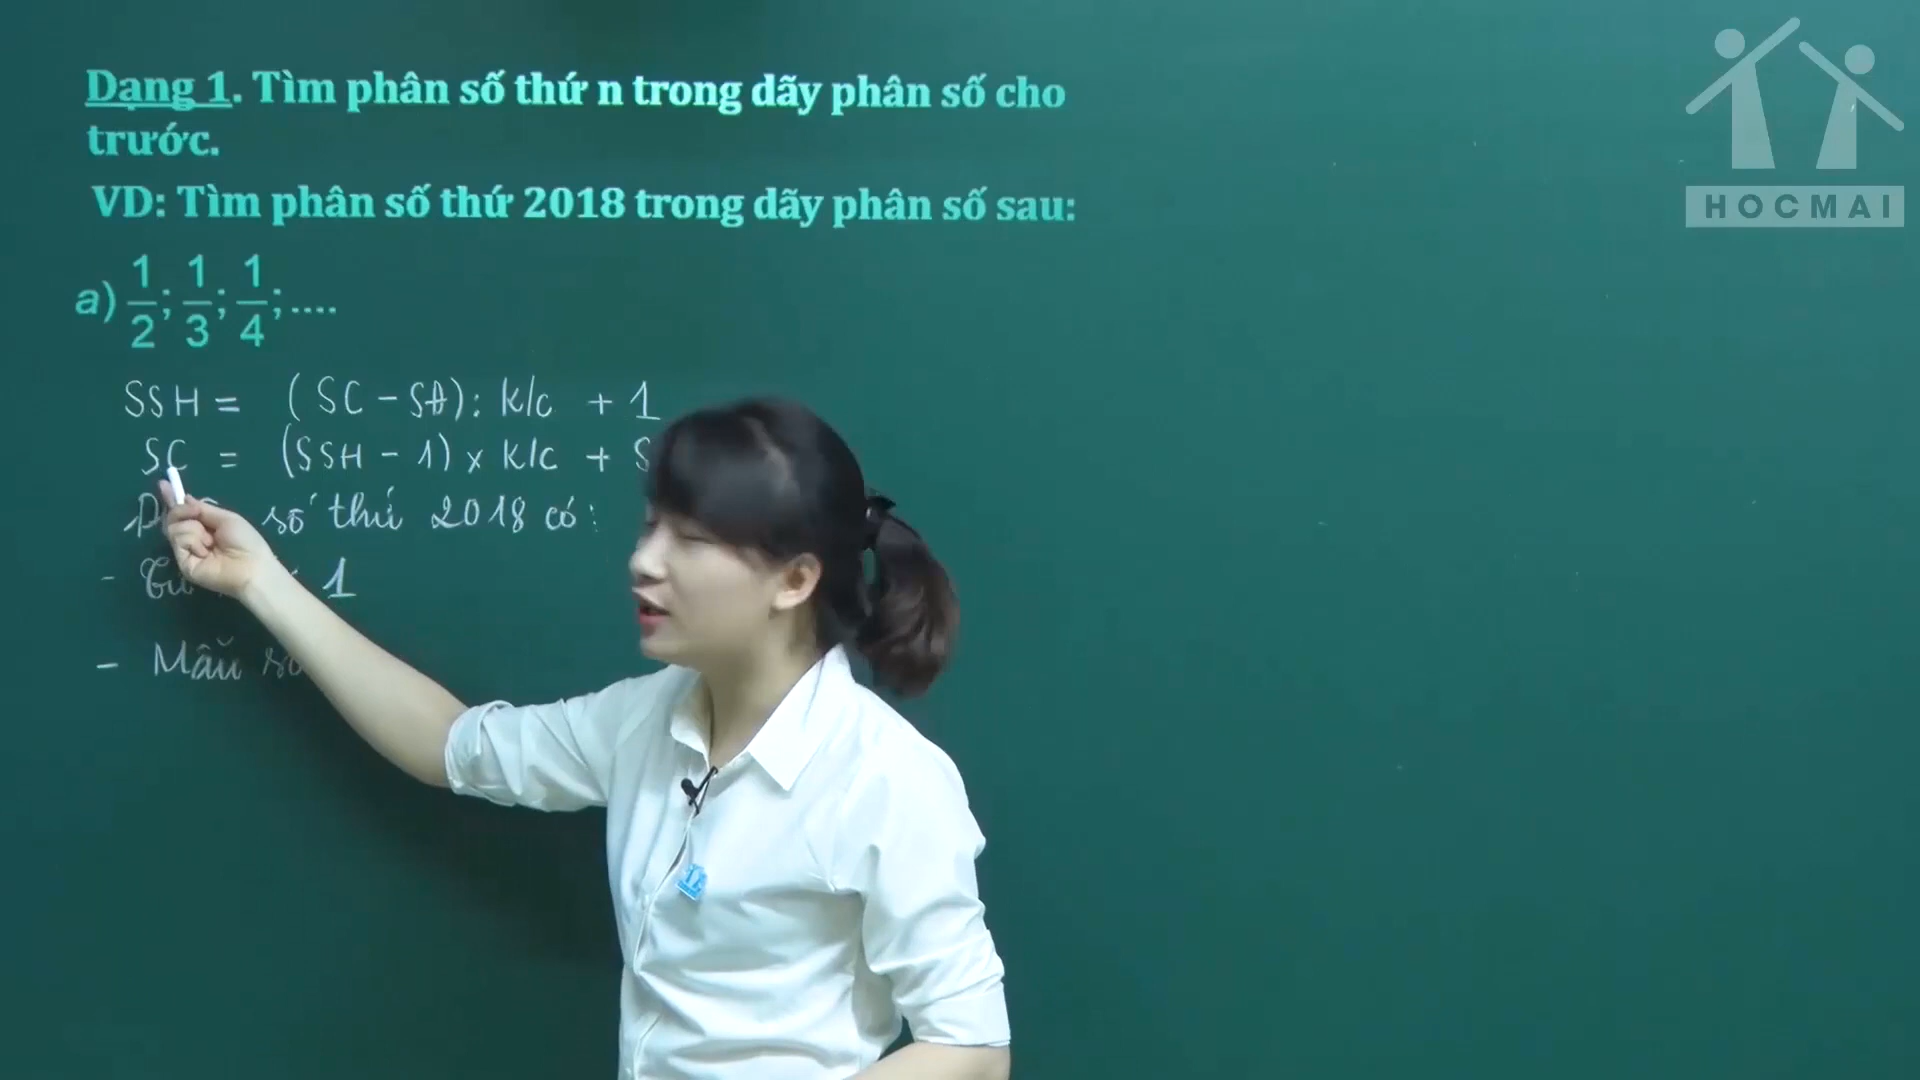 Dạng 1. Tìm phân số thứ n trong dãy phân số cho
trước.
VD: Tìm phân số thứ 2018 trong dãy phân số sau:
a) 1/2; 1/3; 1/4; ....
SSH = (SC - SĐ): k/c + 1
SC = (SSH - 1) x k/c + S
số thứ 2018 có:
- 1
- Mẫu số
HOCMAI